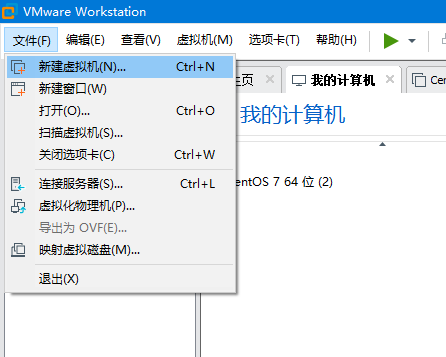 VMware Workstation
文件(F) 编辑(E) 查看(V) 虚拟机(M) 选项卡(T) 帮助(H)
主页 我的计算机 Cen
新建虚拟机(N)... Ctrl+N
新建窗口(W)
打开(O)... Ctrl+O
扫描虚拟机(S)...
关闭选项卡(C) Ctrl+W
连接服务器(S)... Ctrl+L
虚拟化物理机(P)...
导出为 OVF(E)...
映射虚拟磁盘(M)...
退出(X)
我的计算机
entOS 7 64 位 (2)